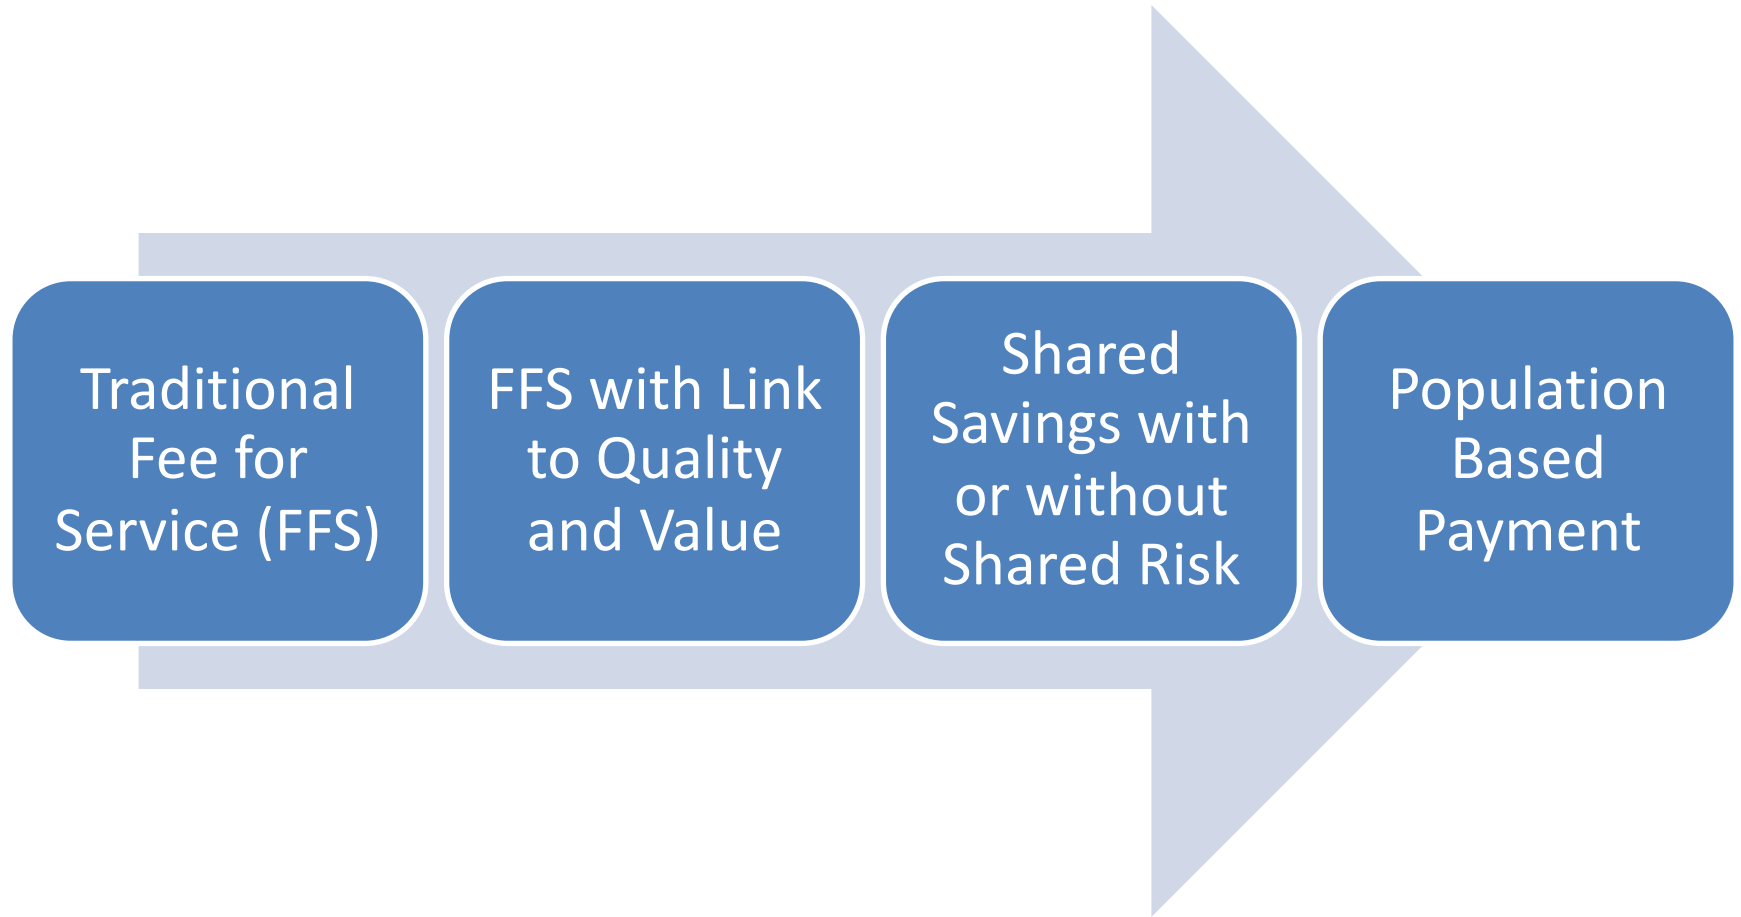 Traditional
Fee for
Service (FFS)
FFS with Link
to Quality
and Value
Shared
Savings with
or without
Shared Risk
Population
Based
Payment